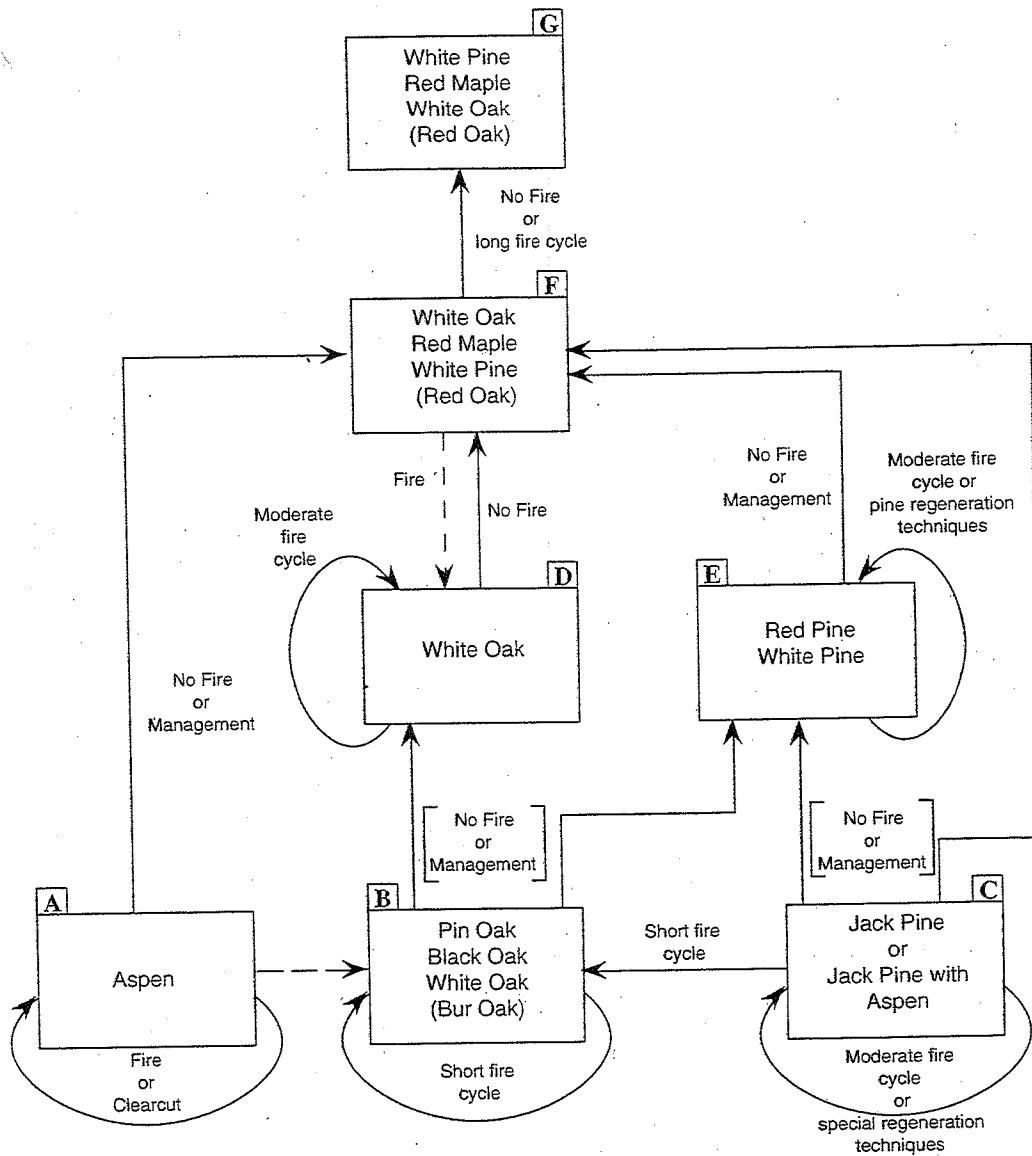 G
White Pine
Red Maple
White Oak
(Red Oak)
No Fire
or
long fire cycle
F
White Oak
Red Maple
White Pine
(Red Oak)
Fire
No Fire
No Fire
or
Management
Moderate fire
cycle or
pine regeneration
techniques
Moderate
fire
cycle
D
White Oak
E
Red Pine
White Pine
No Fire
or
Management
No Fire
or
Management
No Fire
or
Management
A
Aspen
Fire
or
Clearcut
B
Pin Oak
Black Oak
White Oak
(Bur Oak)
Short fire
cycle
Short fire
cycle
C
Jack Pine
or
Jack Pine with
Aspen
Moderate fire
cycle
or
special regeneration
techniques